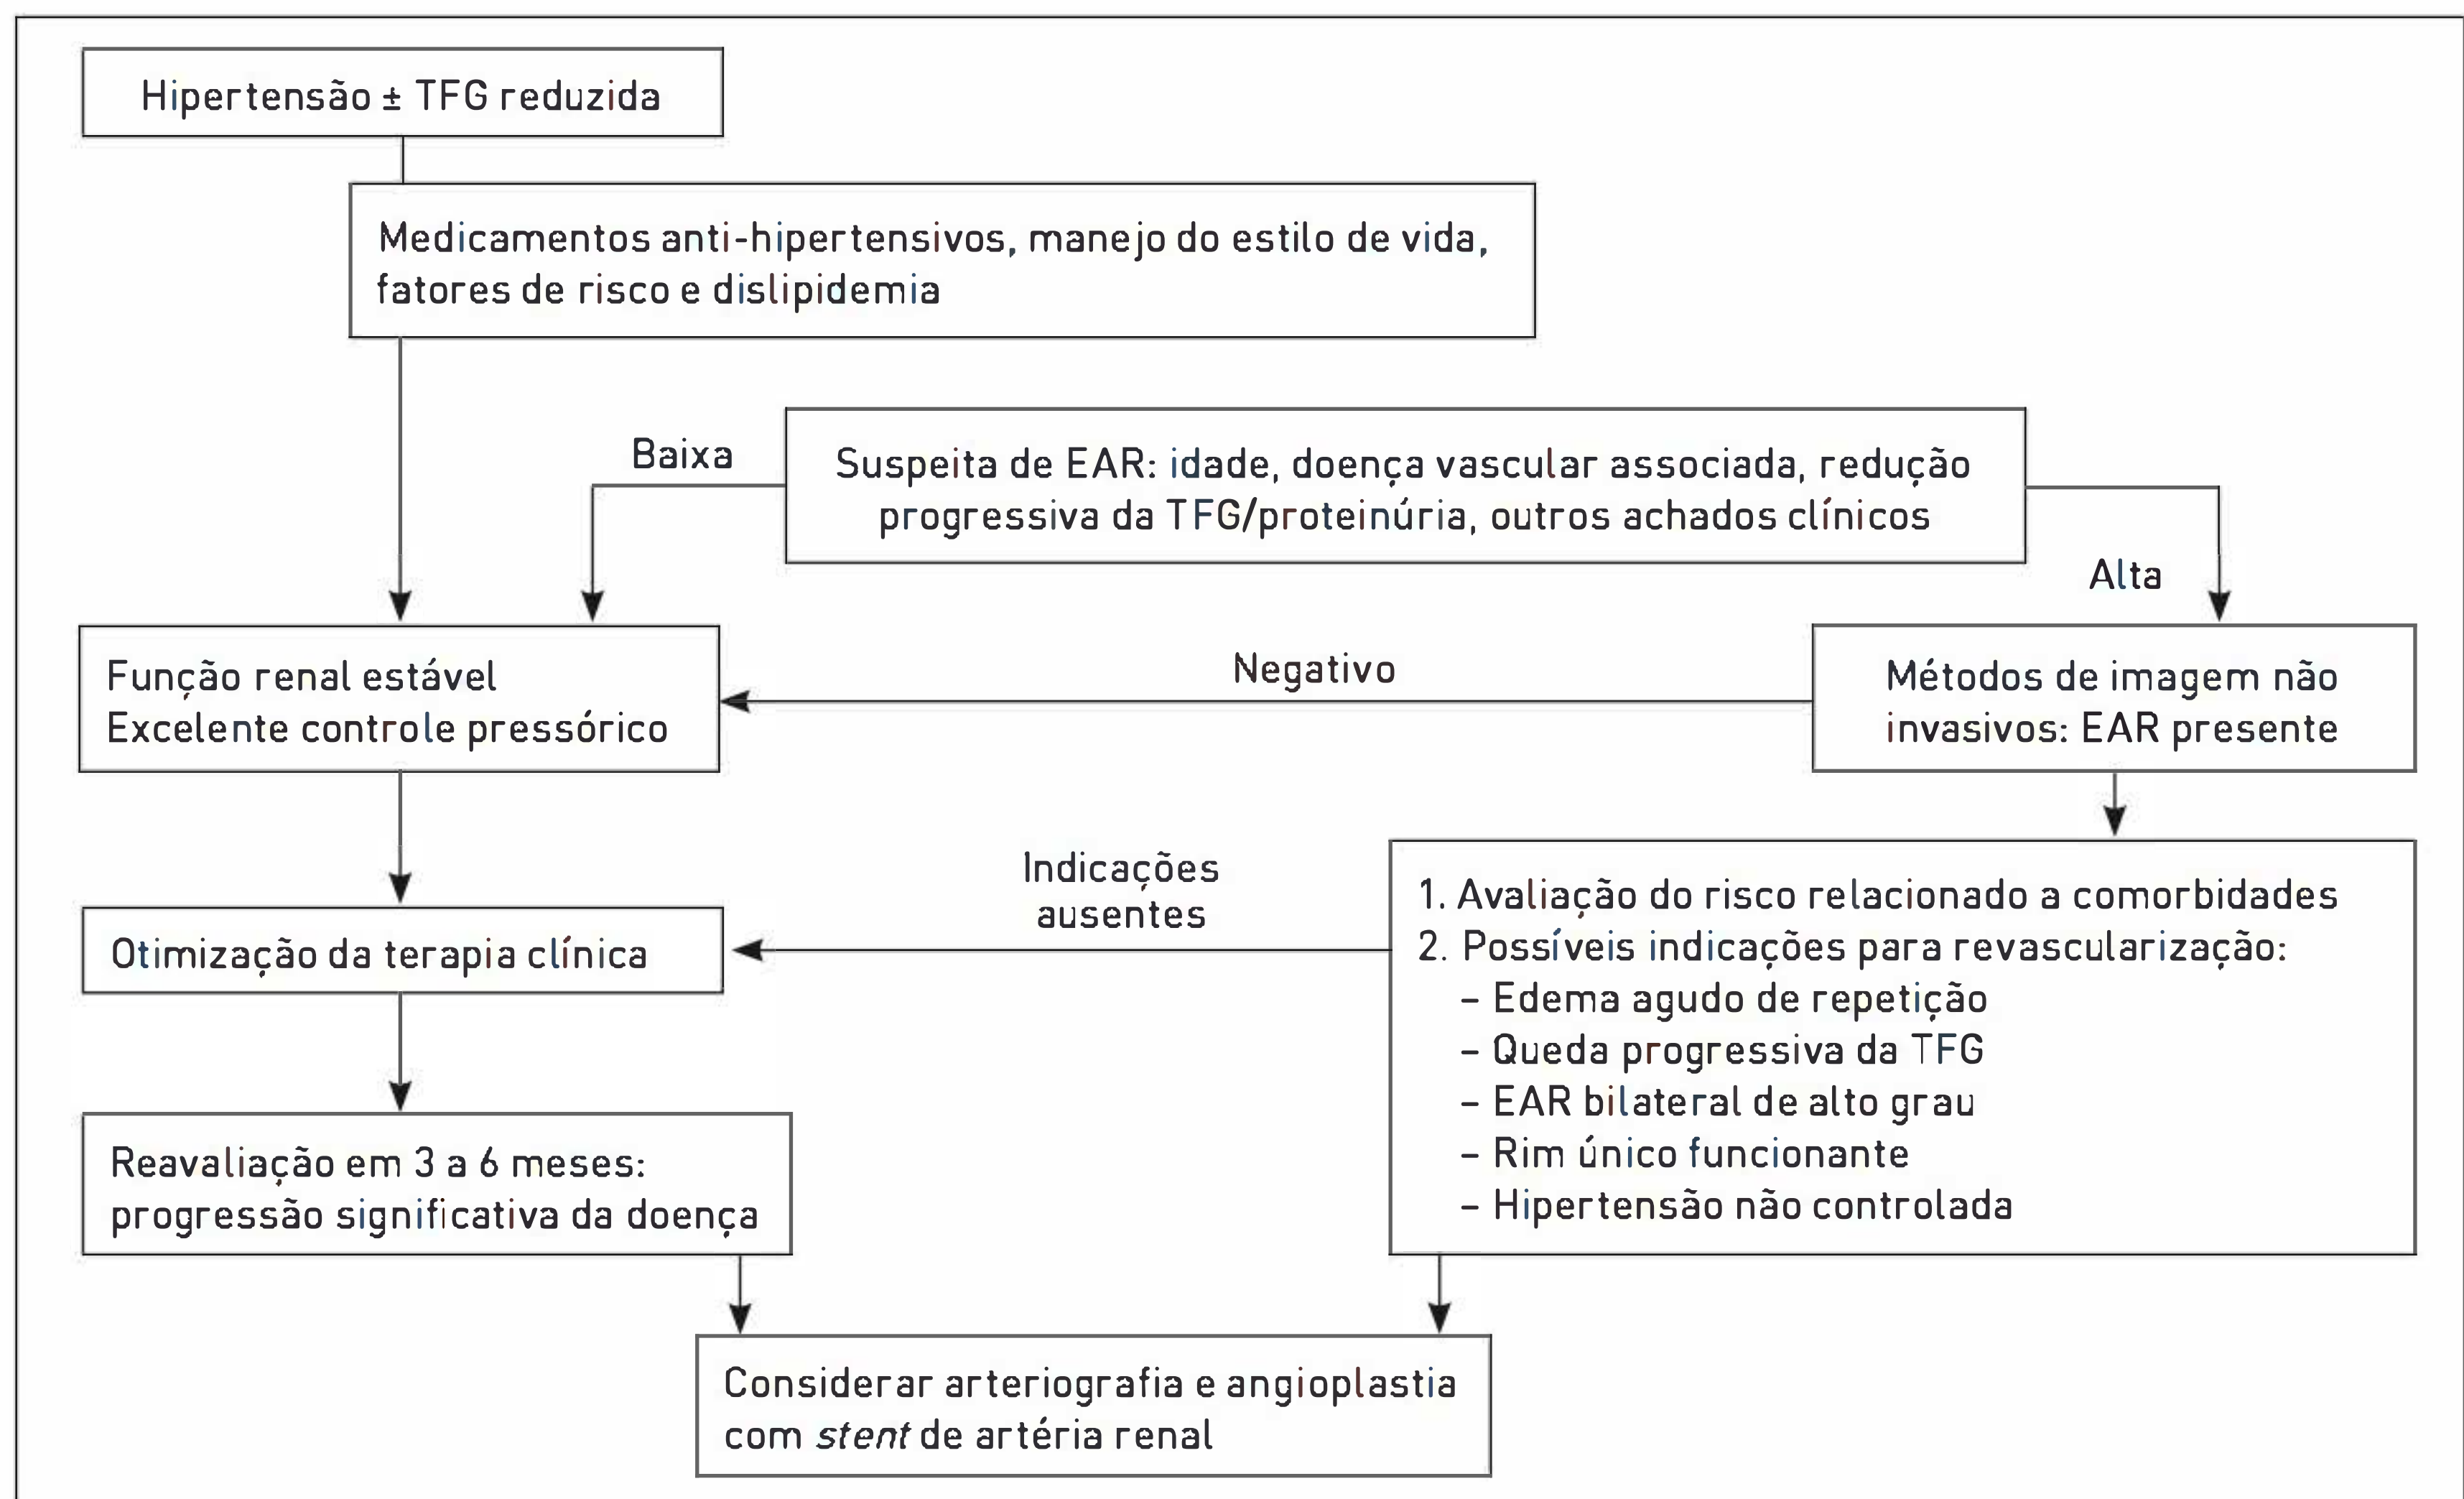 Hipertensão ± TFG reduzida
Medicamentos anti-hipertensivos, manejo do estilo de vida,
fatores de risco e dislipidemia
Baixa
Suspeita de EAR: idade, doença vascular associada, redução
progressiva da TFG/proteinúria, outros achados clínicos
Alta
Função renal estável
Excelente controle pressórico
Negativo
Métodos de imagem não
invasivos: EAR presente
Indicações
ausentes
Otimização da terapia clínica
1. Avaliação do risco relacionado a comorbidades
2. Possíveis indicações para revascularização:
– Edema agudo de repetição
– Queda progressiva da TFG
– EAR bilateral de alto grau
– Rim único funcionante
– Hipertensão não controlada
Reavaliação em 3 a 6 meses:
progressão significativa da doença
Considerar arteriografia e angioplastia
com stent de artéria renal